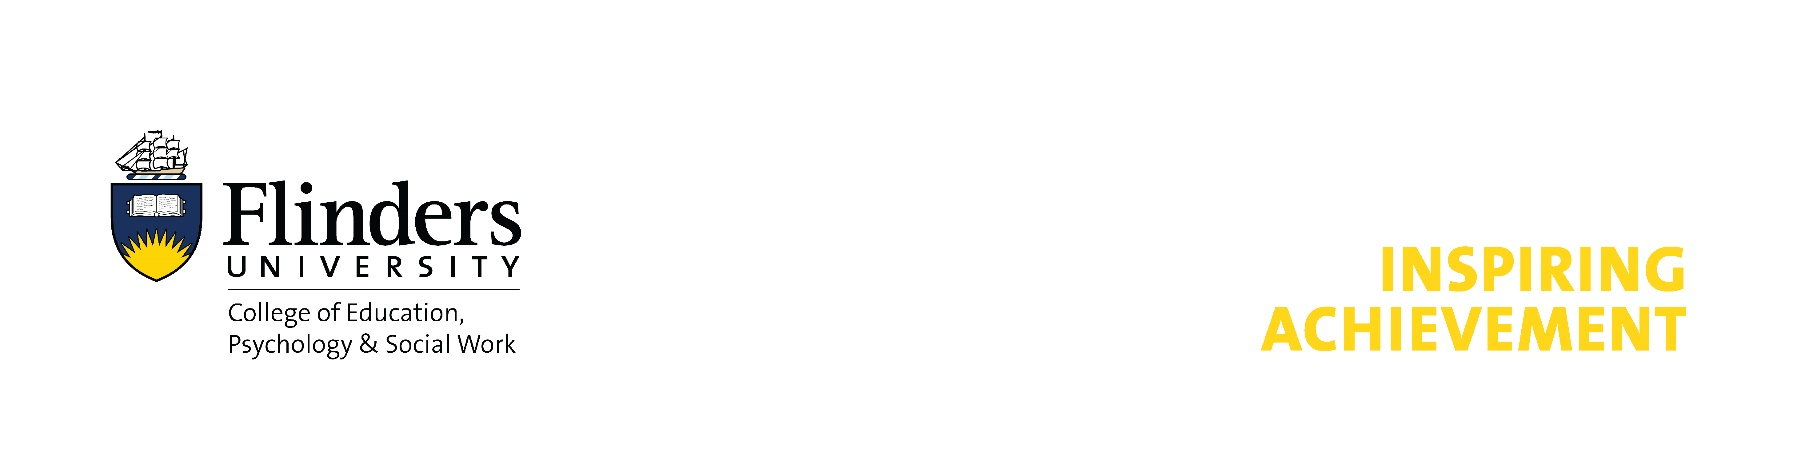 Flinders
UNIVERSITY
College of Education,
Psychology & Social Work
INSPIRING
ACHIEVEMENT